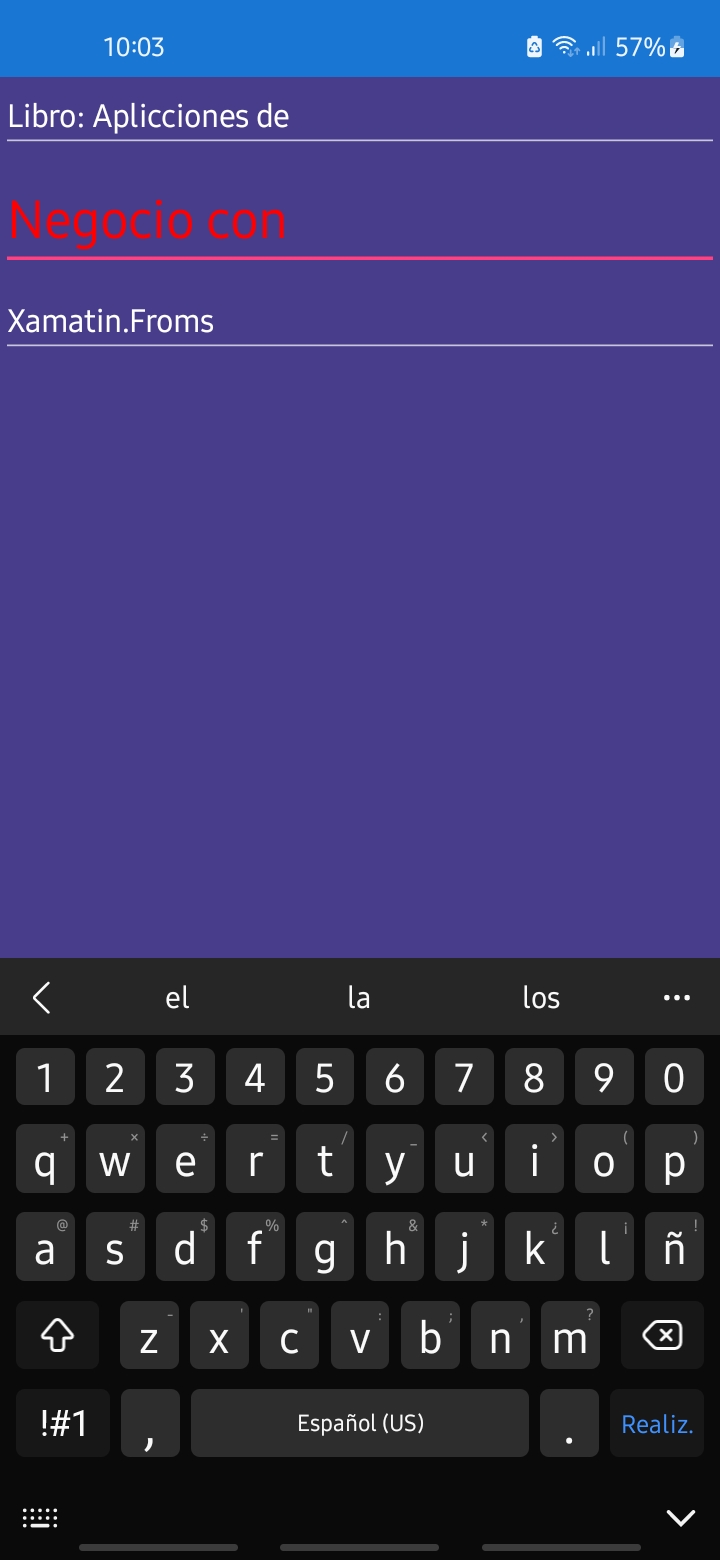 10:03 57%
Libro: Aplicciones de
Negocio con
Xamatin.Froms
el la los ...
1 2 3 4 5 6 7 8 9 0
+ × ÷ = / _ < > ( )
q w e r t y u i o p
@ # $ % ^ & * ¿ ¡ !
a s d f g h j k l ñ
- ' " : ; , ?
z x c v b n m
!#1 , Español (US) . Realiz.